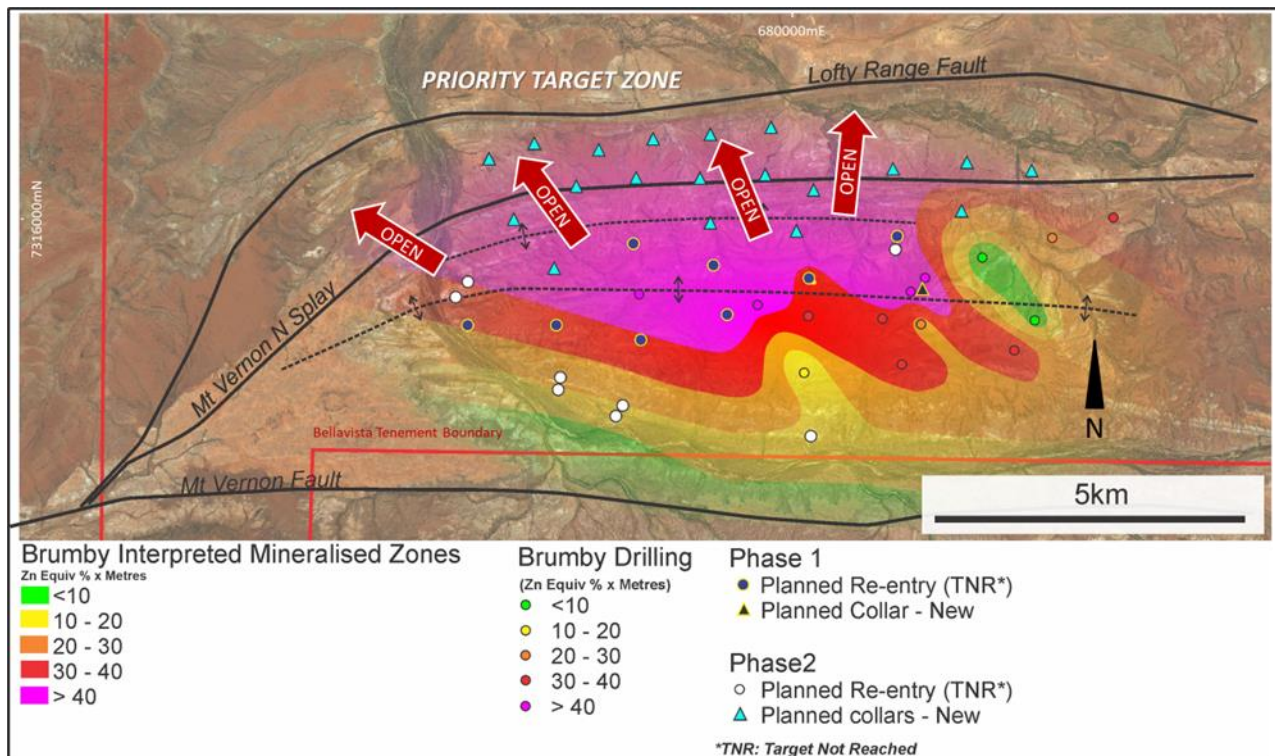 680000mE
PRIORITY TARGET ZONE
Lofty Range Fault
OPEN
OPEN
OPEN
OPEN
7316000mN
Mt Vernon N Splay
Bellavista Tenement Boundary
Mt Vernon Fault
N
5km
Brumby Interpreted Mineralised Zones
Zn Equiv % x Metres
<10
10 - 20
20 - 30
30 - 40
> 40
Brumby Drilling
(Zn Equiv % x Metres)
<10
10 - 20
20 - 30
30 - 40
> 40
Phase 1
Planned Re-entry (TNR*)
Planned Collar - New
Phase2
Planned Re-entry (TNR*)
Planned collars - New
*TNR: Target Not Reached